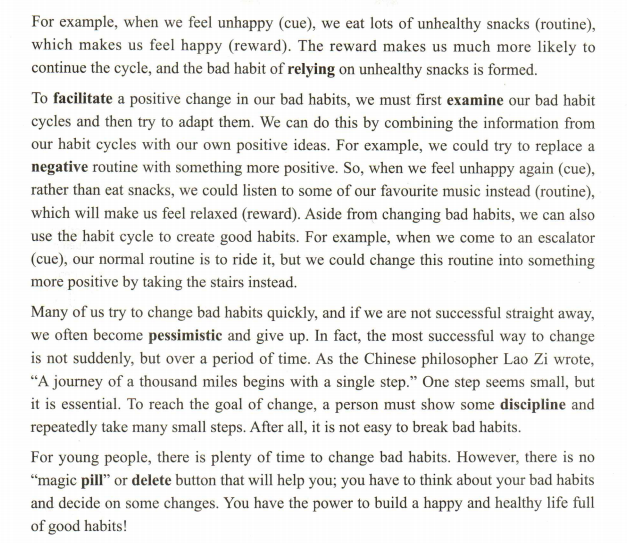 For example, when we feel unhappy (cue), we eat lots of unhealthy snacks (routine),
which makes us feel happy (reward). The reward makes us much more likely to
continue the cycle, and the bad habit of relying on unhealthy snacks is formed.
To facilitate a positive change in our bad habits, we must first examine our bad habit
cycles and then try to adapt them. We can do this by combining the information from
our habit cycles with our own positive ideas. For example, we could try to replace a
negative routine with something more positive. So, when we feel unhappy again (cue),
rather than eat snacks, we could listen to some of our favourite music instead (routine),
which will make us feel relaxed (reward). Aside from changing bad habits, we can also
use the habit cycle to create good habits. For example, when we come to an escalator
(cue), our normal routine is to ride it, but we could change this routine into something
more positive by taking the stairs instead.
Many of us try to change bad habits quickly, and if we are not successful straight away,
we often become pessimistic and give up. In fact, the most successful way to change
is not suddenly, but over a period of time. As the Chinese philosopher Lao Zi wrote,
“A journey of a thousand miles begins with a single step.” One step seems small, but
it is essential. To reach the goal of change, a person must show some discipline and
repeatedly take many small steps. After all, it is not easy to break bad habits.
For young people, there is plenty of time to change bad habits. However, there is no
“magic pill” or delete button that will help you; you have to think about your bad habits
and decide on some changes. You have the power to build a happy and healthy life full
of good habits!